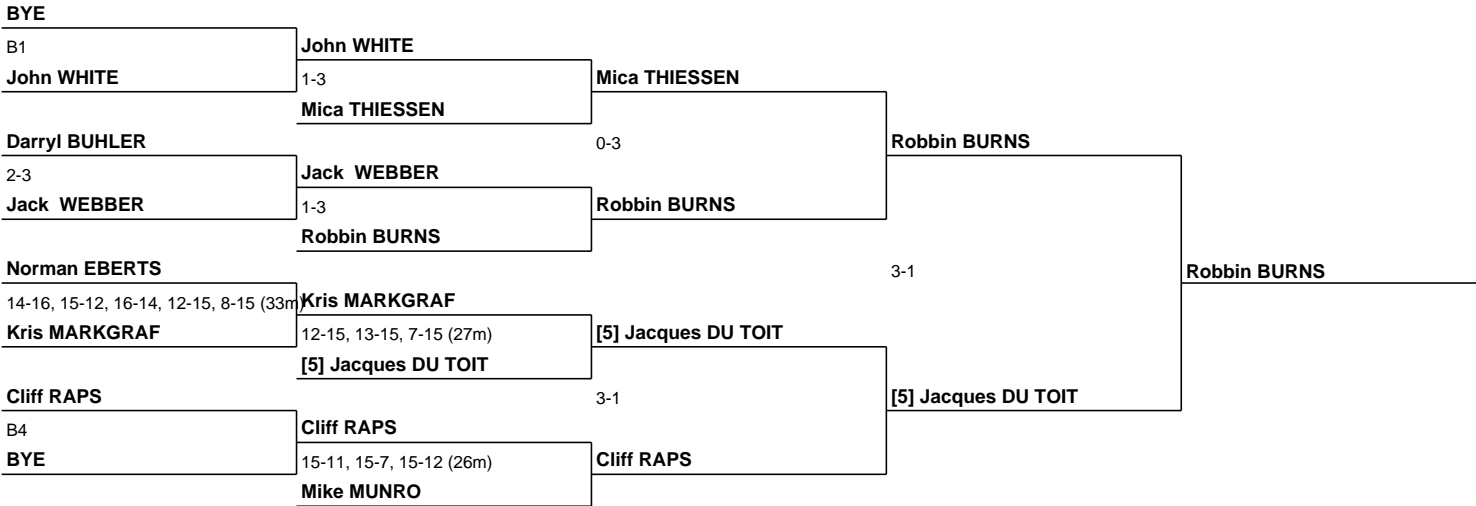 BYE
B1
John WHITE
John WHITE
1-3
Mica THIESSEN
Mica THIESSEN
Darryl BUHLER
0-3
Robbin BURNS
2-3
Jack  WEBBER
Jack  WEBBER
1-3
Robbin BURNS
Robbin BURNS
Norman EBERTS
3-1
Robbin BURNS
14-16, 15-12, 16-14, 12-15, 8-15 (33m)
Kris MARKGRAF
Kris MARKGRAF
12-15, 13-15, 7-15 (27m)
[5] Jacques DU TOIT
[5] Jacques DU TOIT
Cliff RAPS
3-1
[5] Jacques DU TOIT
B4
Cliff RAPS
BYE
15-11, 15-7, 15-12 (26m)
Cliff RAPS
Mike MUNRO